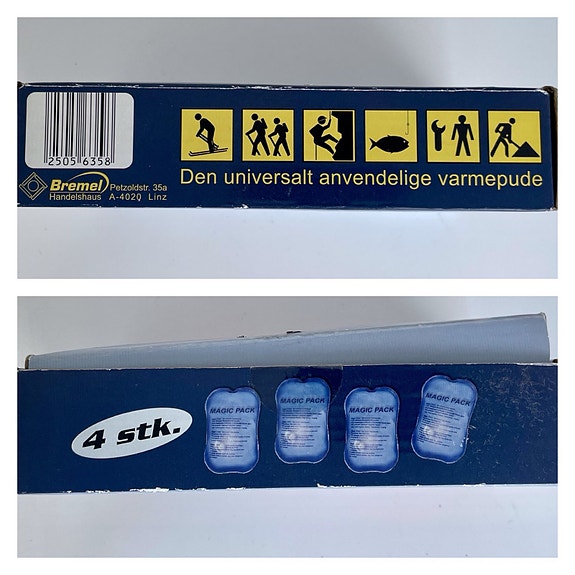 2505 6358
Den universalt anvendelige varmepude
Bremel Petzoldstr. 35a
Handelshaus A-4020 Linz
4 stk.
MAGIC PACK
MAGIC PACK
MAGIC PACK
MAGIC PACK